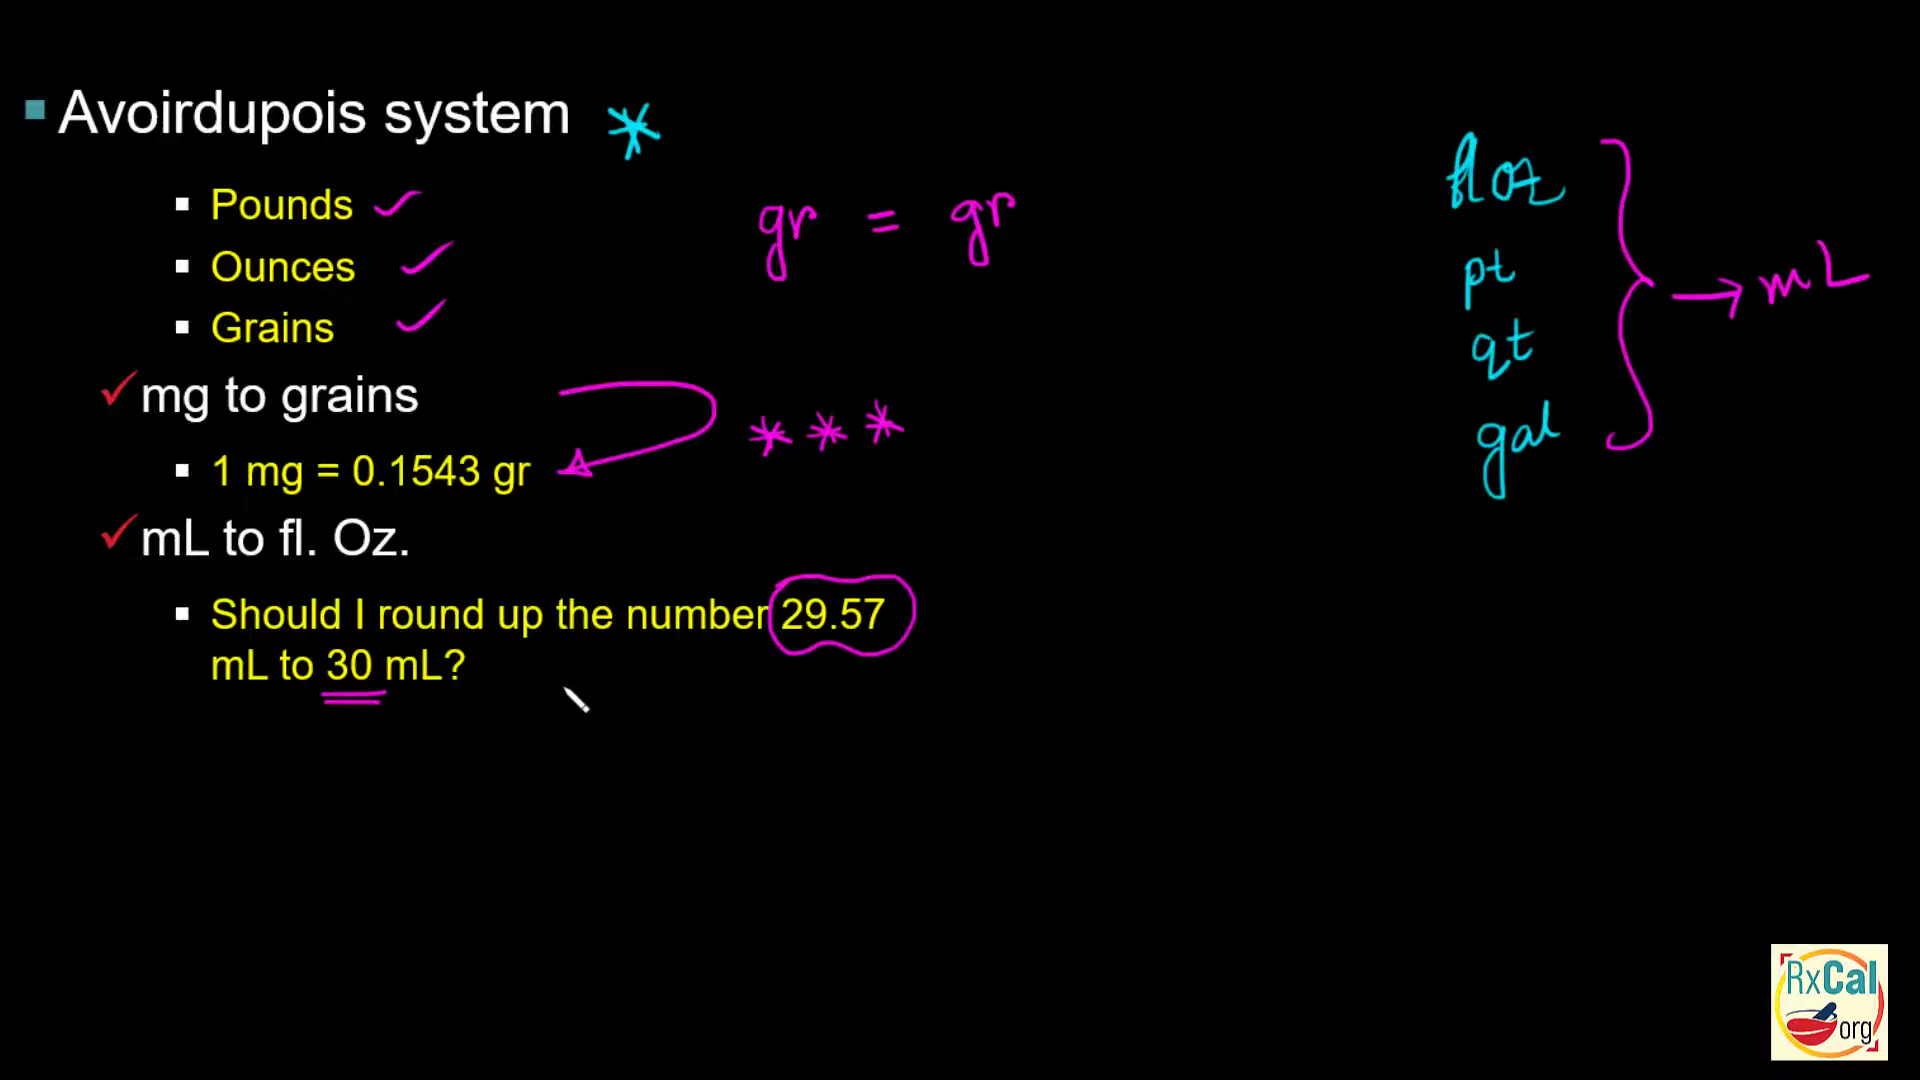 Avoirdupois system *
Pounds
Ounces
Grains
gr = gr
mg to grains
* * *
1 mg = 0.1543 gr
mL to fl. Oz.
Should I round up the number 29.57
mL to 30 mL?
fl oz
pt
qt
gal
→ mL
RxCal
org